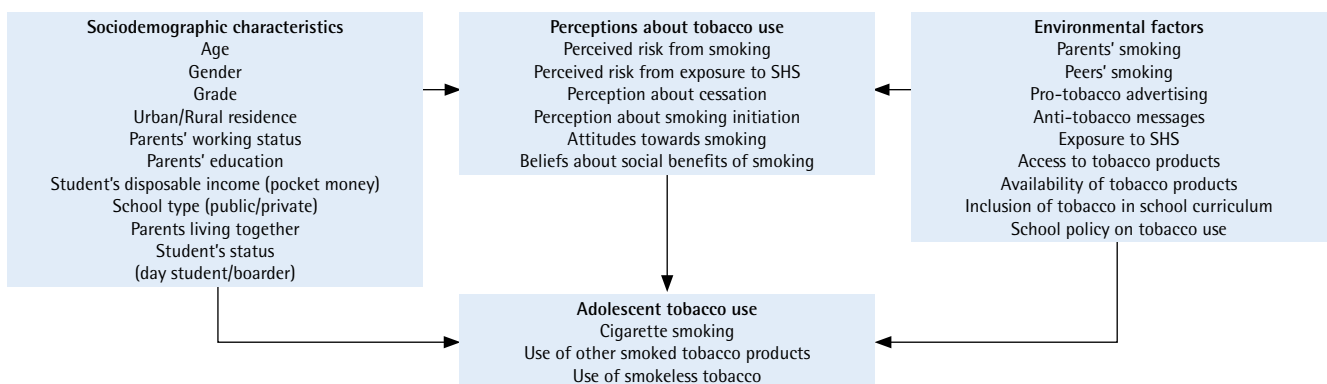 Sociodemographic characteristics
Age
Gender
Grade
Urban/Rural residence
Parents' working status
Parents' education
Student's disposable income (pocket money)
School type (public/private)
Parents living together
Student's status
(day student/boarder)
Perceptions about tobacco use
Perceived risk from smoking
Perceived risk from exposure to SHS
Perception about cessation
Perception about smoking initiation
Attitudes towards smoking
Beliefs about social benefits of smoking
Environmental factors
Parents' smoking
Peers' smoking
Pro-tobacco advertising
Anti-tobacco messages
Exposure to SHS
Access to tobacco products
Availability of tobacco products
Inclusion of tobacco in school curriculum
School policy on tobacco use
Adolescent tobacco use
Cigarette smoking
Use of other smoked tobacco products
Use of smokeless tobacco